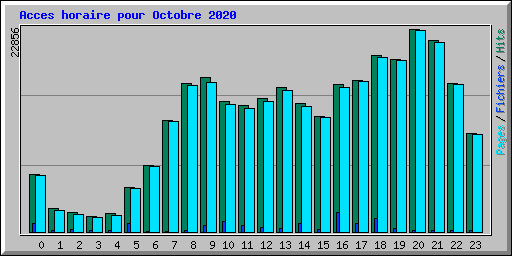 Acces horaire pour Octobre 2020
22856
Pages / Fichiers / Hits
0 1 2 3 4 5 6 7 8 9 10 11 12 13 14 15 16 17 18 19 20 21 22 23